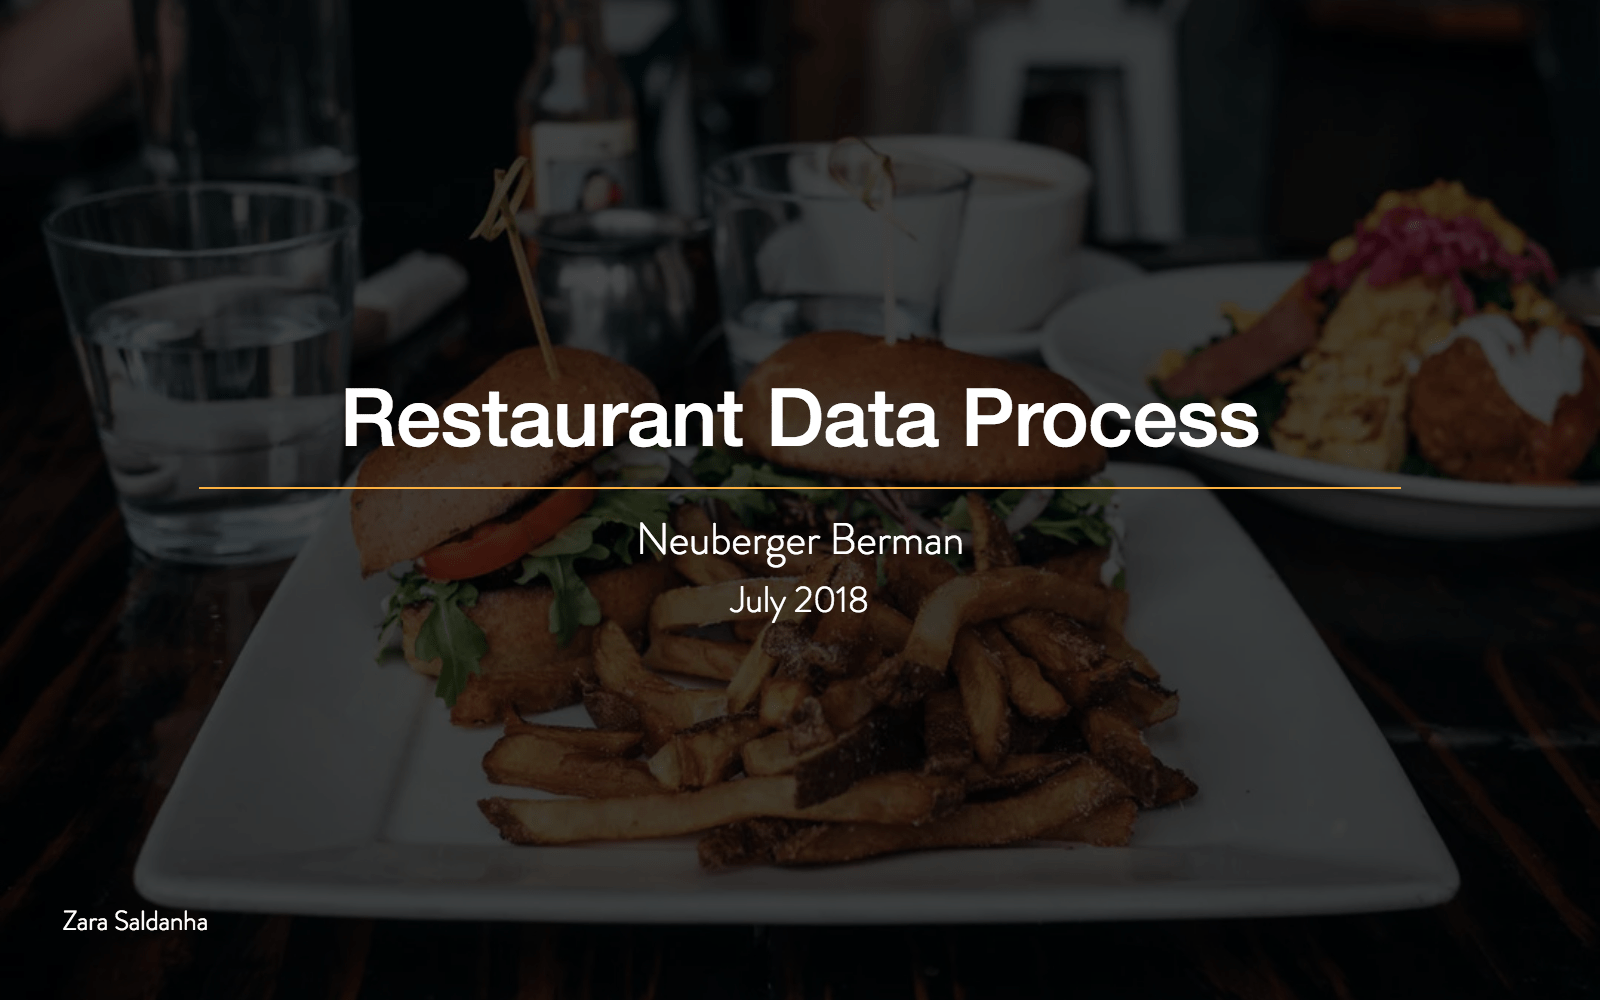 Restaurant Data Process
Neuberger Berman
July 2018
Zara Saldanha